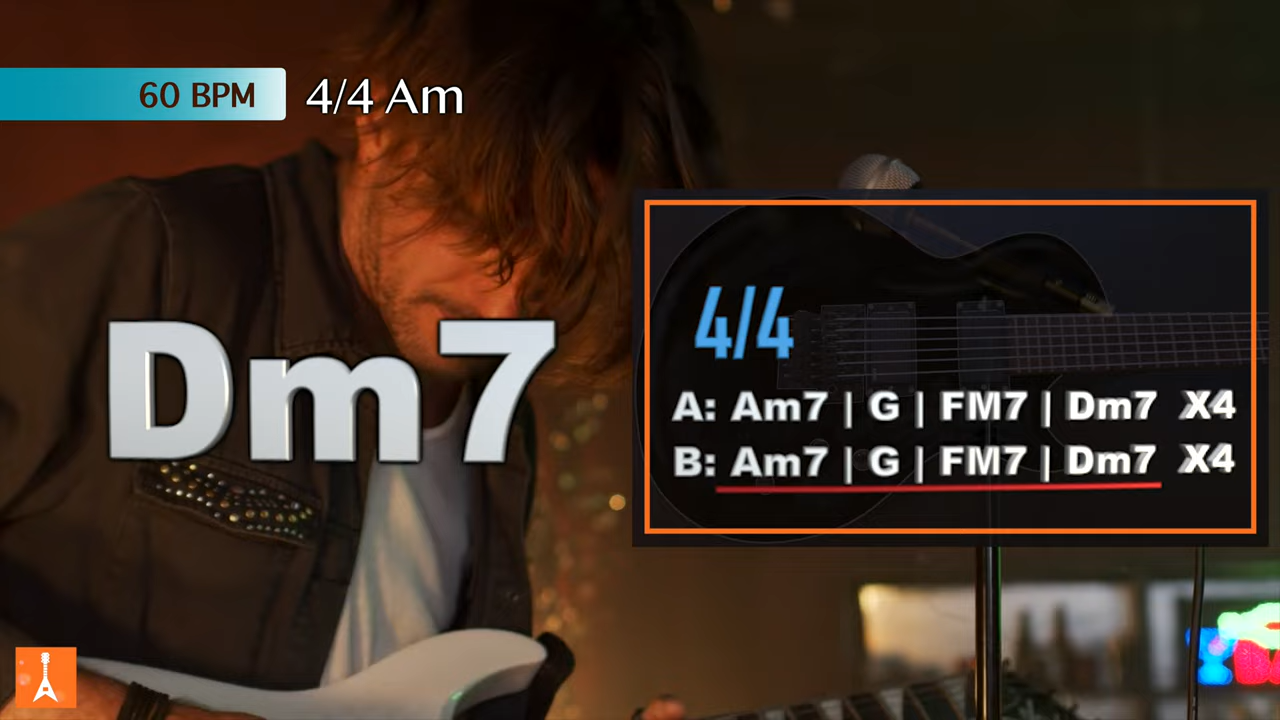 60 BPM 4/4 Am
Dm7
4/4
A: Am7 | G | FM7 | Dm7 X4
B: Am7 | G | FM7 | Dm7 X4